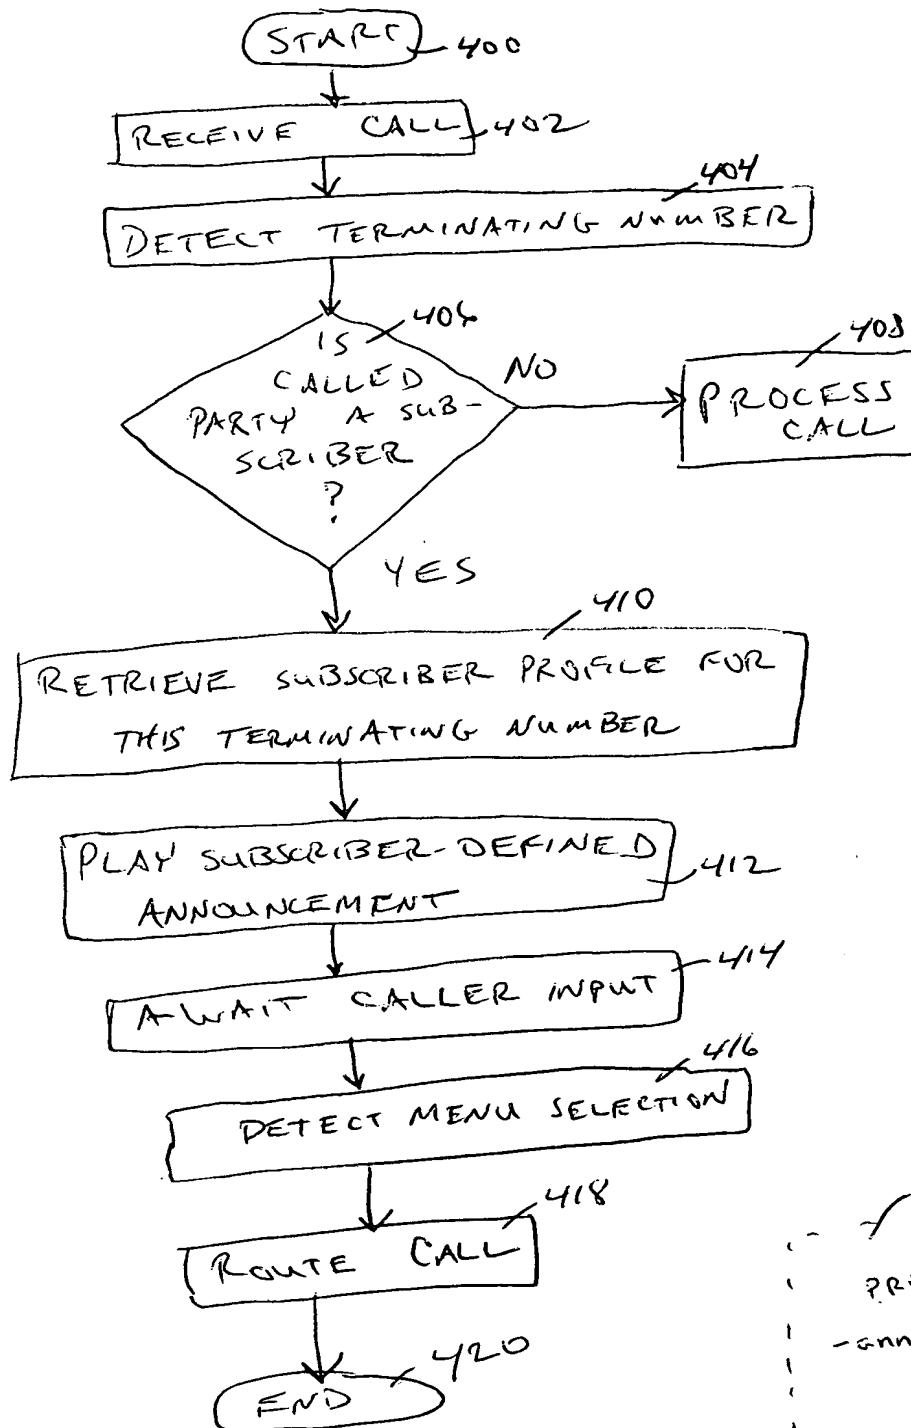 START
400
RECEIVE CALL
402
404
DETECT TERMINATING NUMBER
406
IS
CALLED
PARTY A SUB-
SCRIBER
?
NO
408
PROCESS
CALL
YES
410
RETRIEVE SUBSCRIBER PROFILE FOR
THIS TERMINATING NUMBER
PLAY SUBSCRIBER-DEFINED
ANNOUNCEMENT
412
AWAIT CALLER INPUT
414
416
DETECT MENU SELECTION
418
ROUTE CALL
420
END